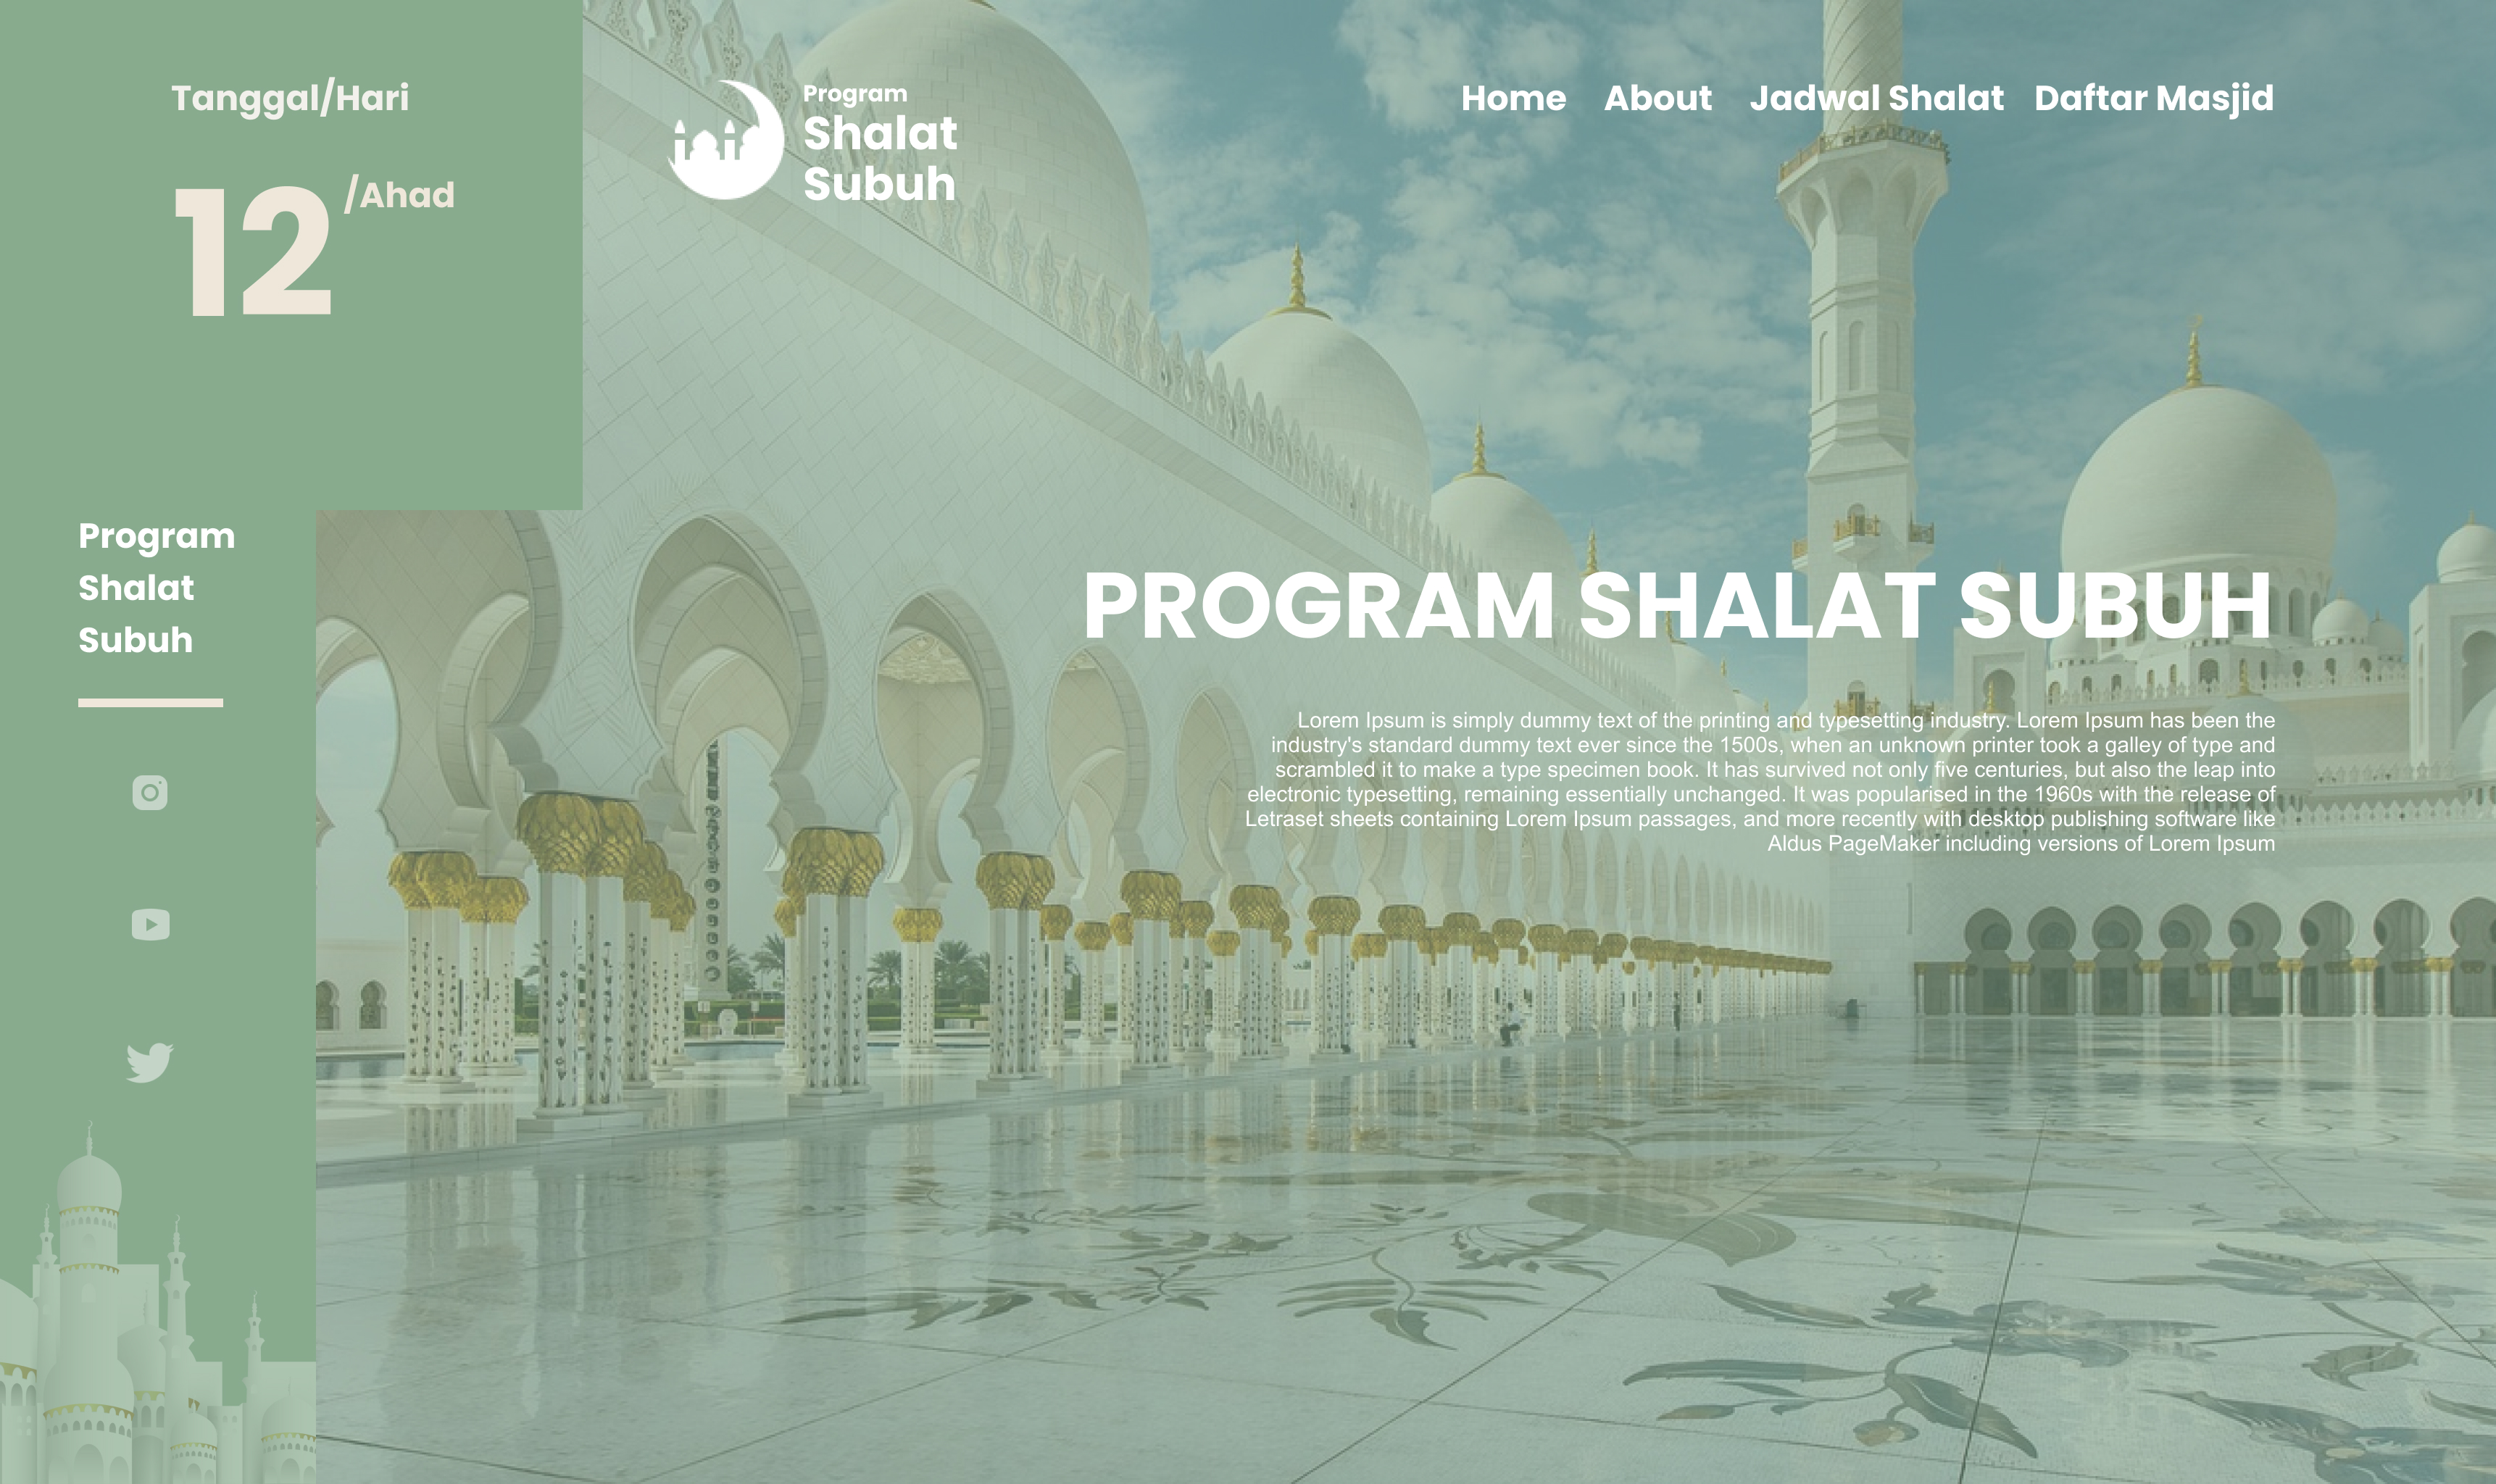 Tanggal/Hari
12 /Ahad
Program
Shalat
Subuh
Program
Shalat
Subuh
Home About Jadwal Shalat Daftar Masjid
PROGRAM SHALAT SUBUH
Lorem Ipsum is simply dummy text of the printing and typesetting industry. Lorem Ipsum has been the
industry's standard dummy text ever since the 1500s, when an unknown printer took a galley of type and
scrambled it to make a type specimen book. It has survived not only five centuries, but also the leap into
electronic typesetting, remaining essentially unchanged. It was popularised in the 1960s with the release of
Letraset sheets containing Lorem Ipsum passages, and more recently with desktop publishing software like
Aldus PageMaker including versions of Lorem Ipsum